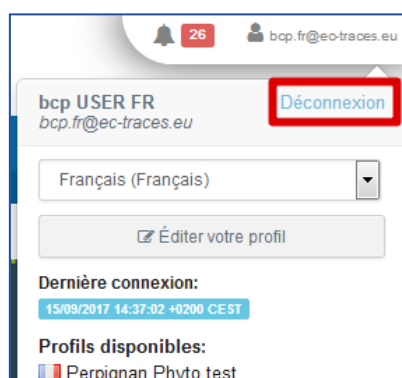 26 bcp.fr@ec-traces.eu
bcp USER FR Déconnexion
bcp.fr@ec-traces.eu
Français (Français)
Éditer votre profil
Dernière connexion:
15/09/2017 14:37:02 +0200 CEST
Profils disponibles:
Perpignan Phyto test